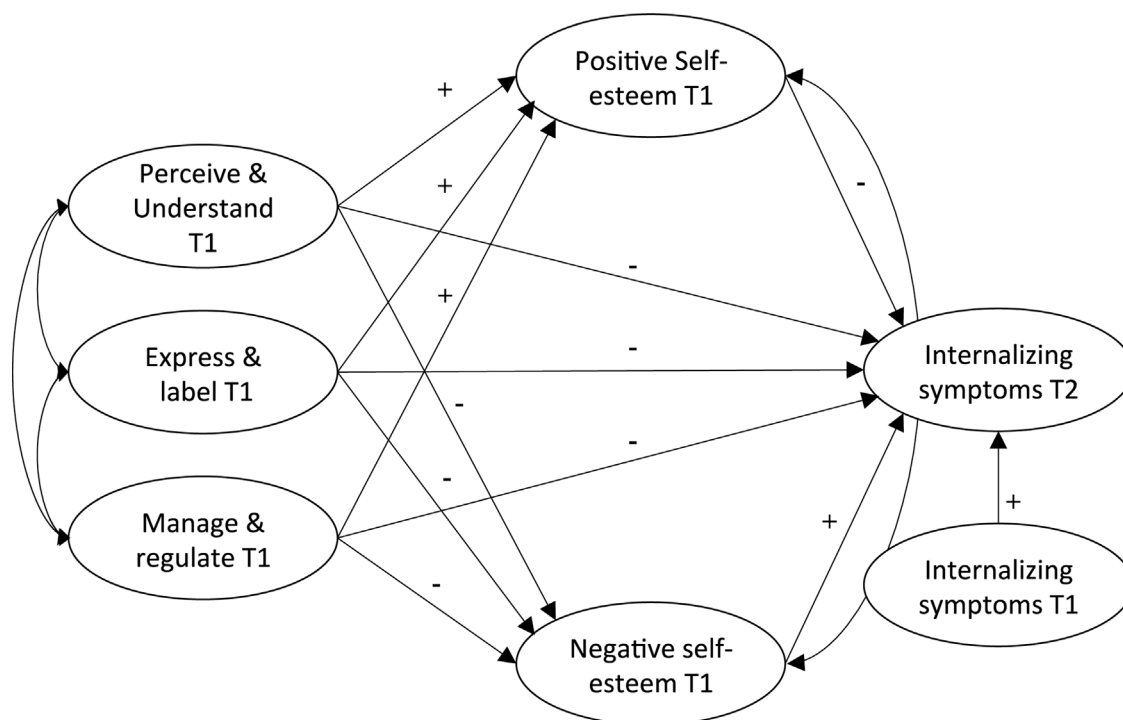 Positive Self-
esteem T1
+
-
Perceive &
Understand
T1
+
-
+
Express &
label T1
-
Internalizing
symptoms T2
-
-
-
+
+
Manage &
regulate T1
-
Internalizing
symptoms T1
Negative self-
esteem T1